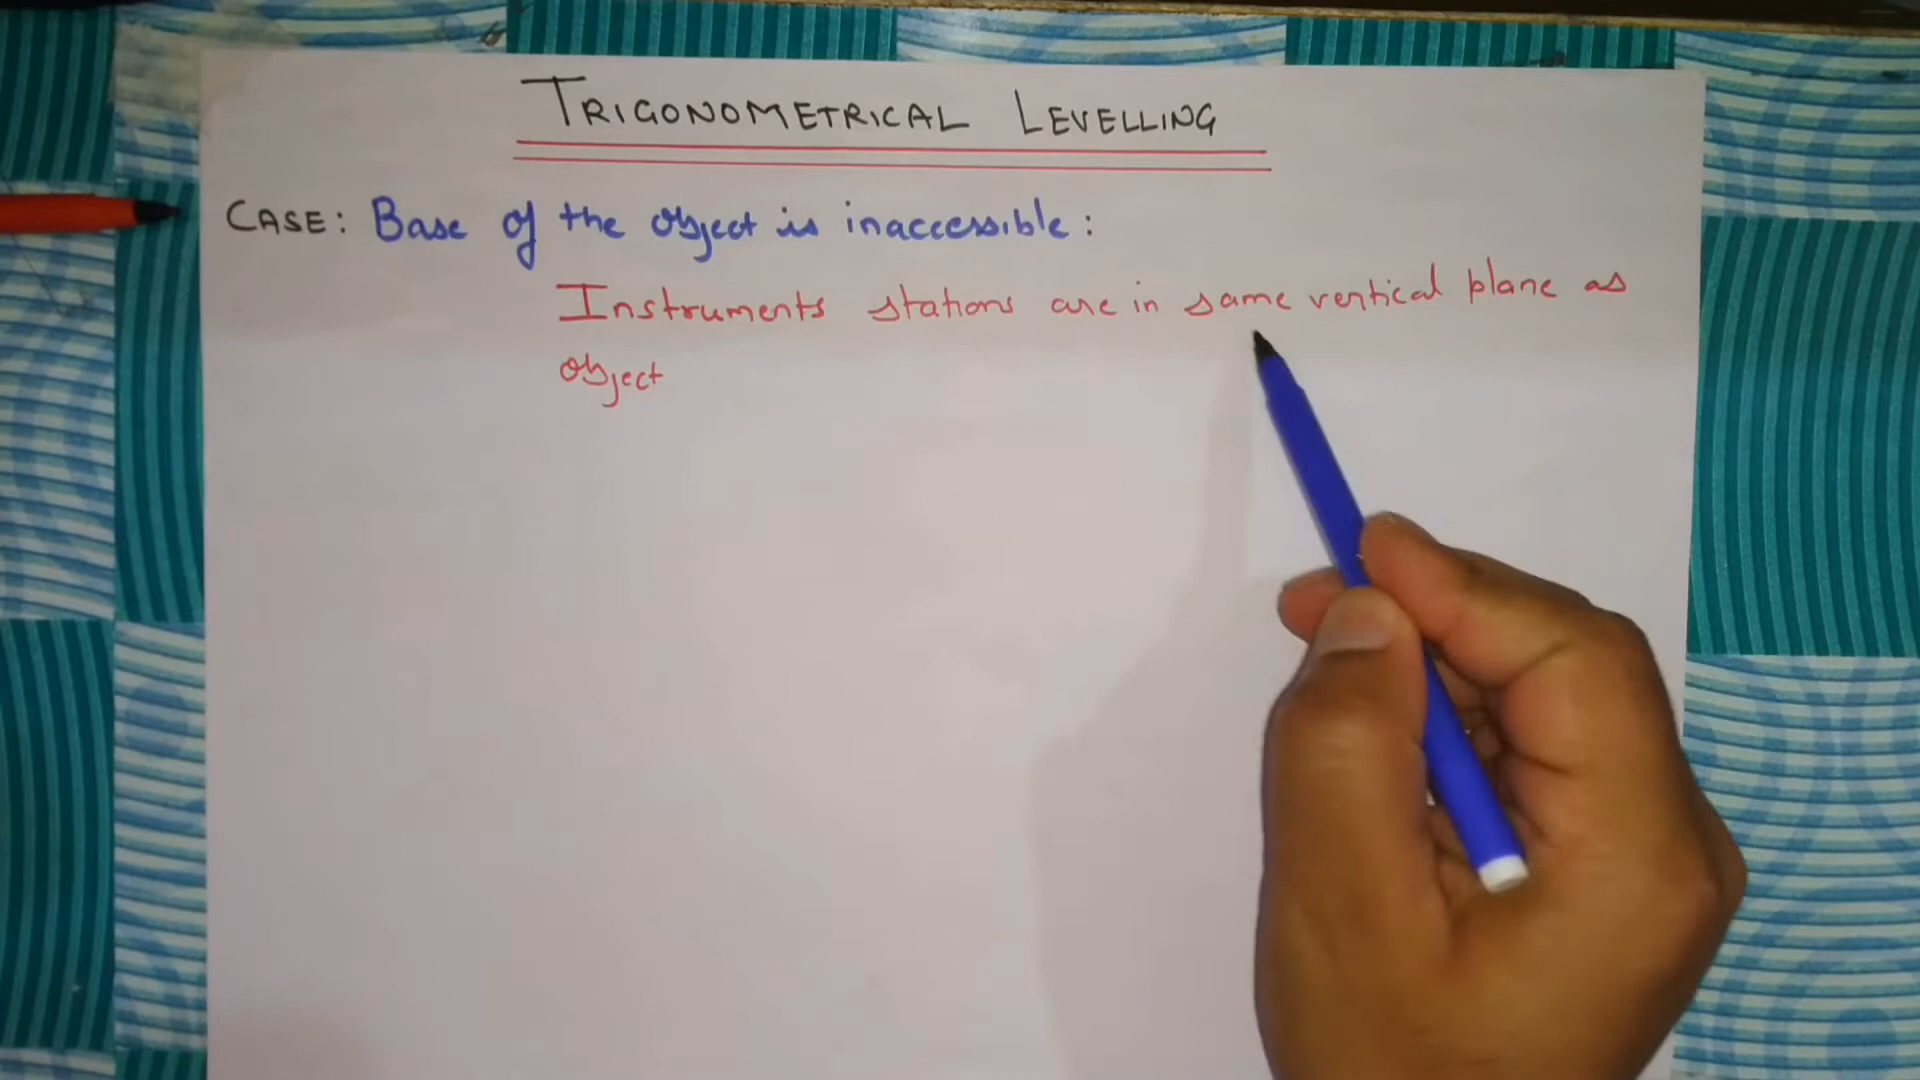 TRIGONOMETRICAL LEVELLING
CASE: Base of the object is inaccessible:
Instruments stations are in same vertical plane as
object